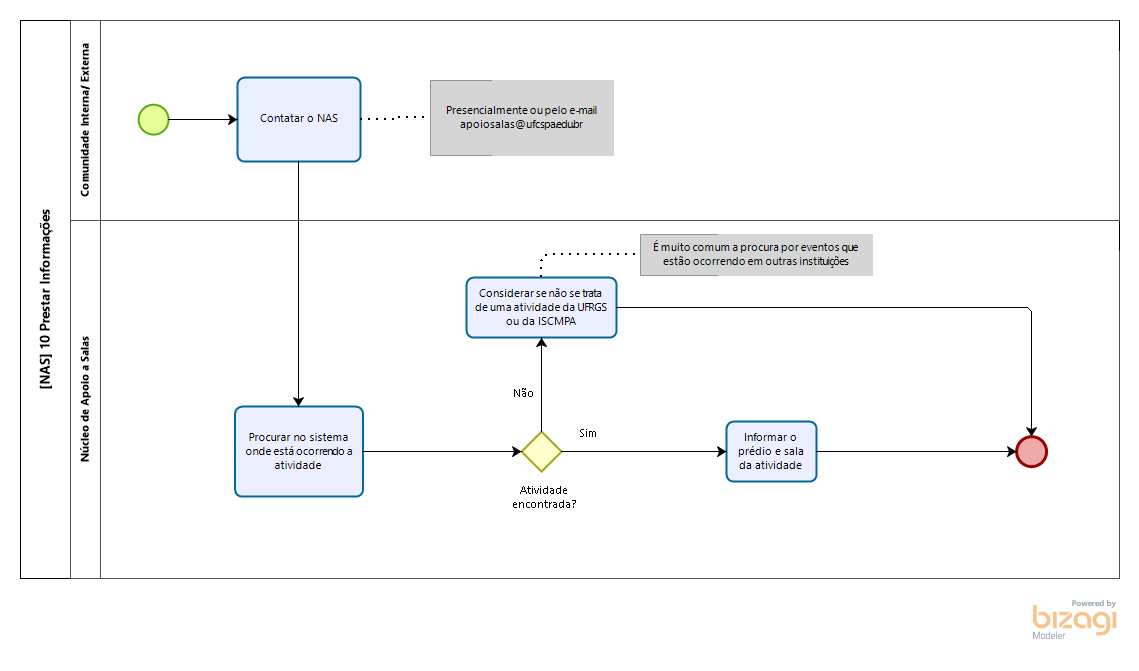 [NAS] 10 Prestar Informações
Comunidade Interna/ Externa
Contatar o NAS
Presencialmente ou pelo e-mail
apoiosalas@ufcspa.edu.br
Núcleo de Apoio a Salas
É muito comum a procura por eventos que
estão ocorrendo em outras instituições
Considerar se não se trata
de uma atividade da UFRGS
ou da ISCMPA
Não
Procurar no sistema
onde está ocorrendo a
atividade
Sim
Atividade
encontrada?
Informar o
prédio e sala
da atividade
Powered by
bizagi
Modeler